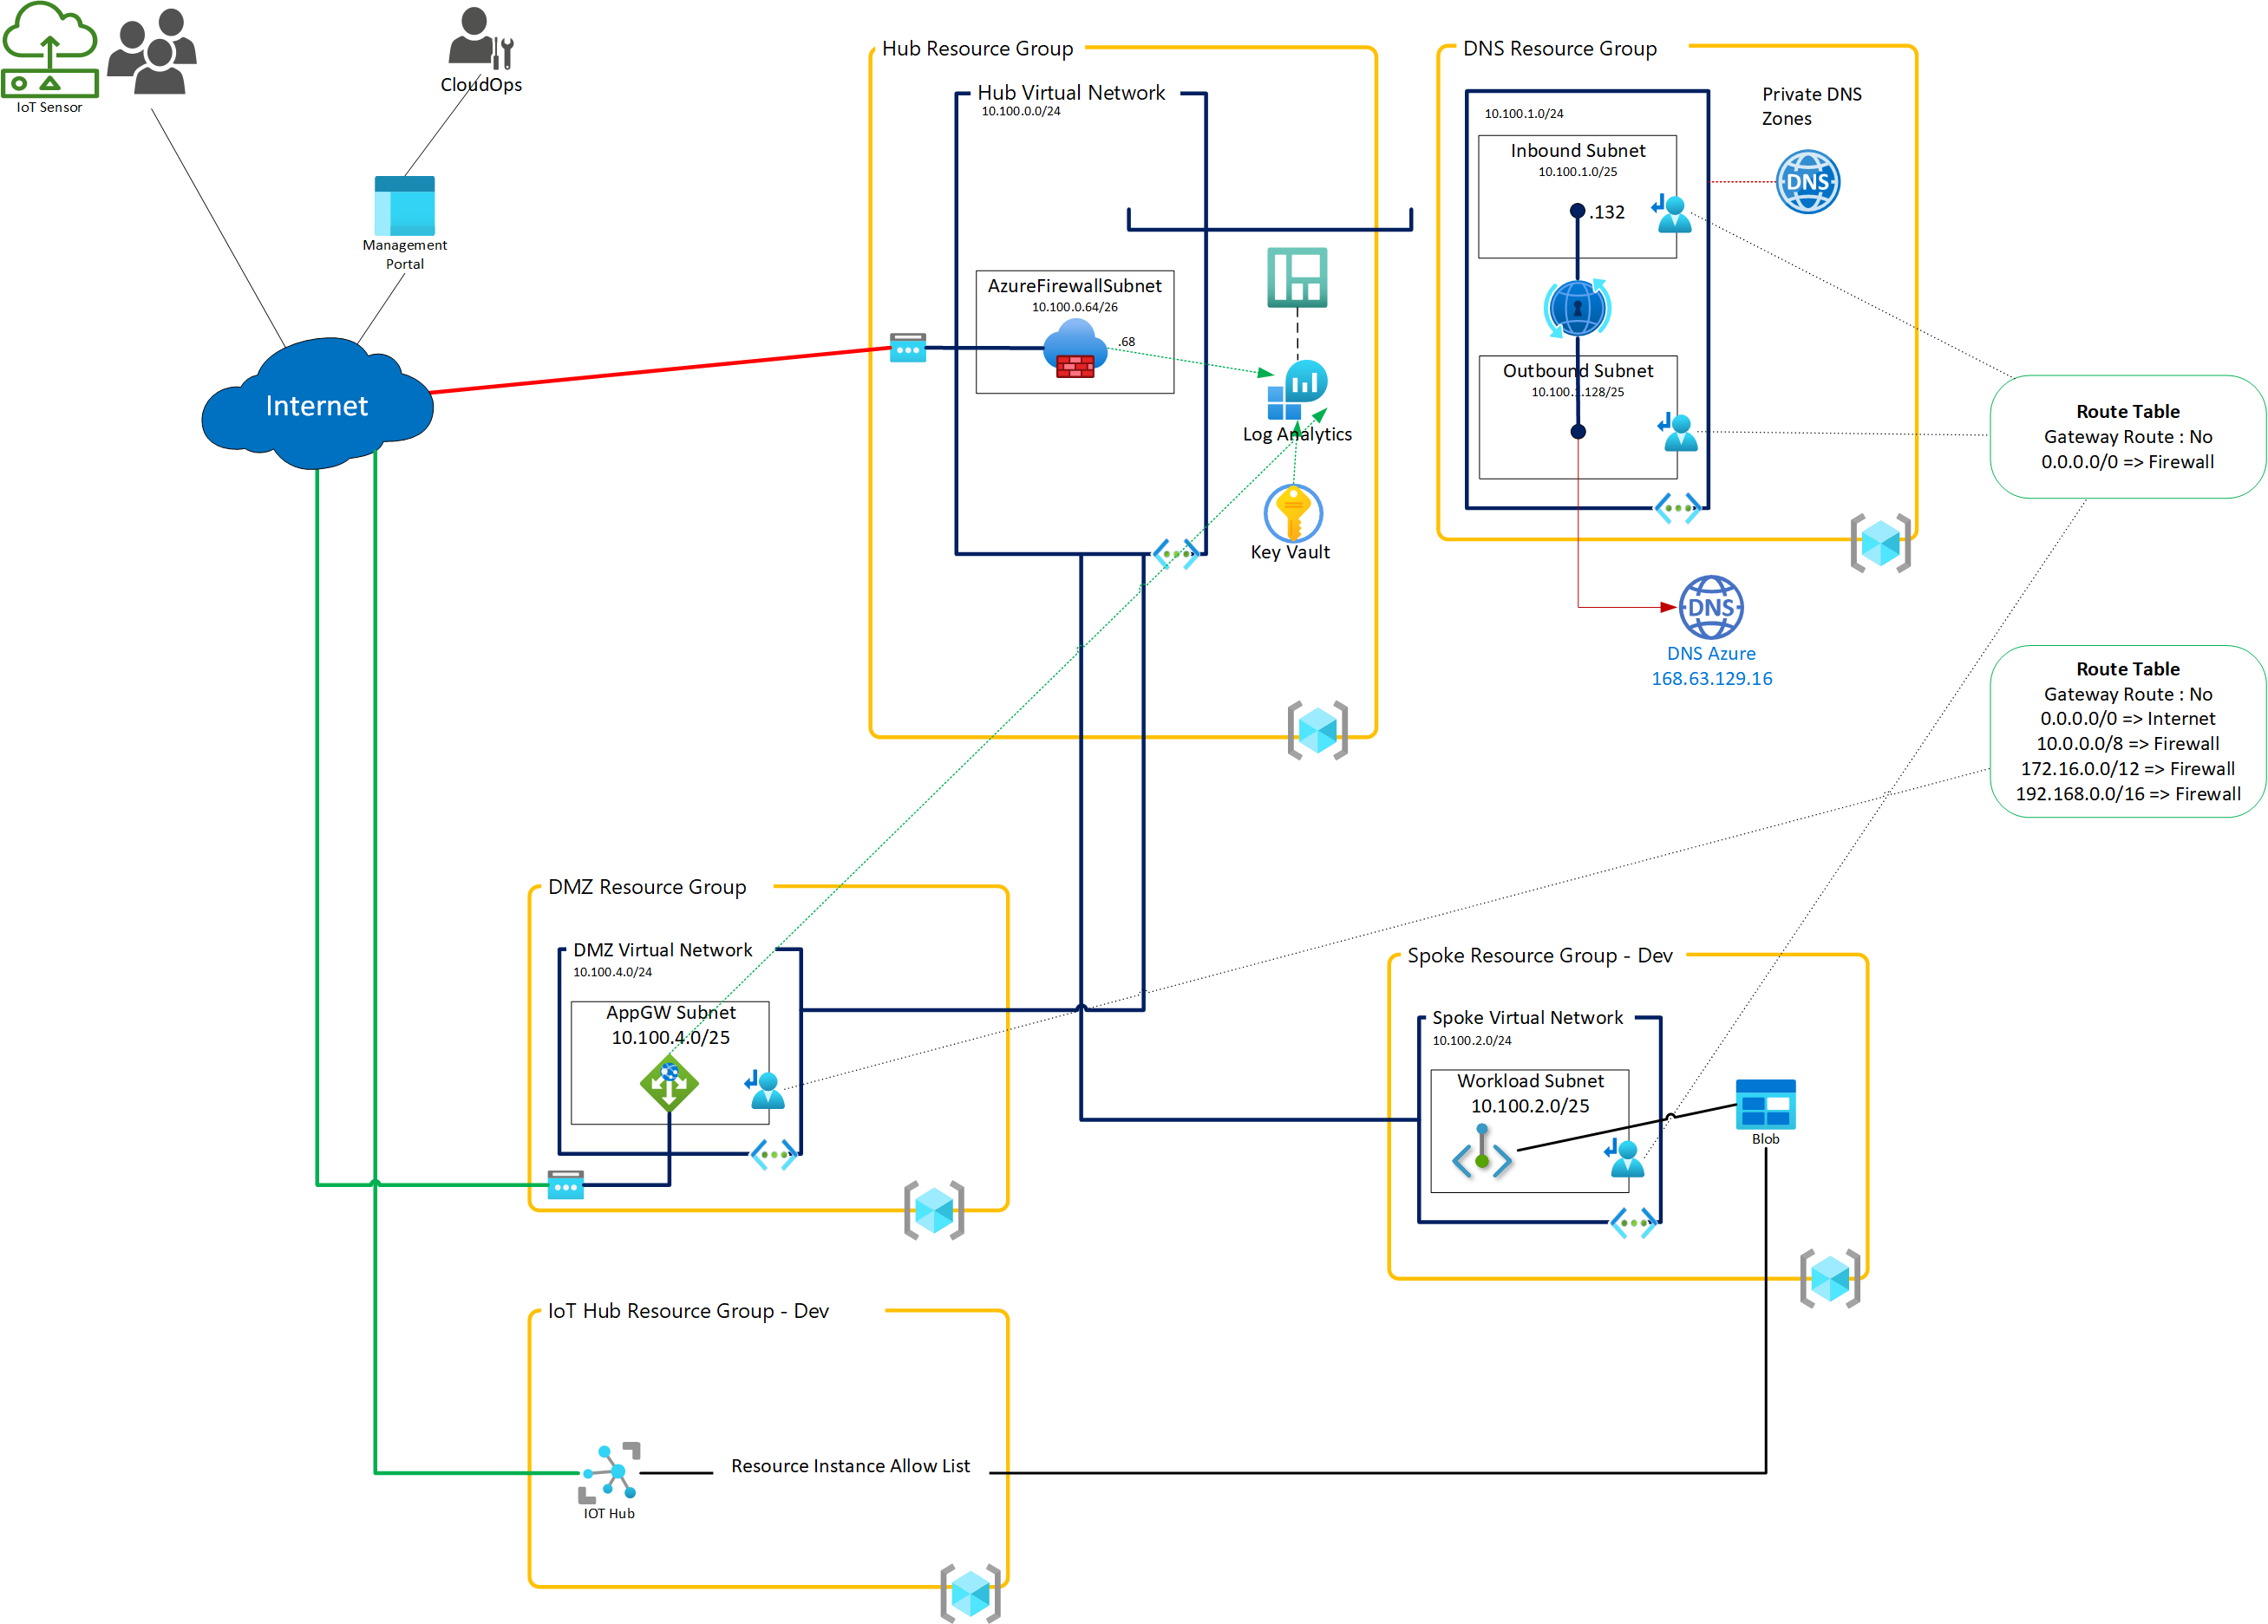 IoT Sensor
CloudOps
Management
Portal
Internet
Hub Resource Group
Hub Virtual Network
10.100.0.0/24
AzureFirewallSubnet
10.100.0.64/26
.68
Log Analytics
Key Vault
DNS Resource Group
10.100.1.0/24
Inbound Subnet
10.100.1.0/25
.132
Outbound Subnet
10.100.1.128/25
Private DNS
Zones
DNS
DNS
DNS Azure
168.63.129.16
Route Table
Gateway Route : No
0.0.0.0/0 => Firewall
Route Table
Gateway Route : No
0.0.0.0/0 => Internet
10.0.0.0/8 => Firewall
172.16.0.0/12 => Firewall
192.168.0.0/16 => Firewall
DMZ Resource Group
DMZ Virtual Network
10.100.4.0/24
AppGW Subnet
10.100.4.0/25
Spoke Resource Group - Dev
Spoke Virtual Network
10.100.2.0/24
Workload Subnet
10.100.2.0/25
Blob
IoT Hub Resource Group - Dev
Resource Instance Allow List
IOT Hub